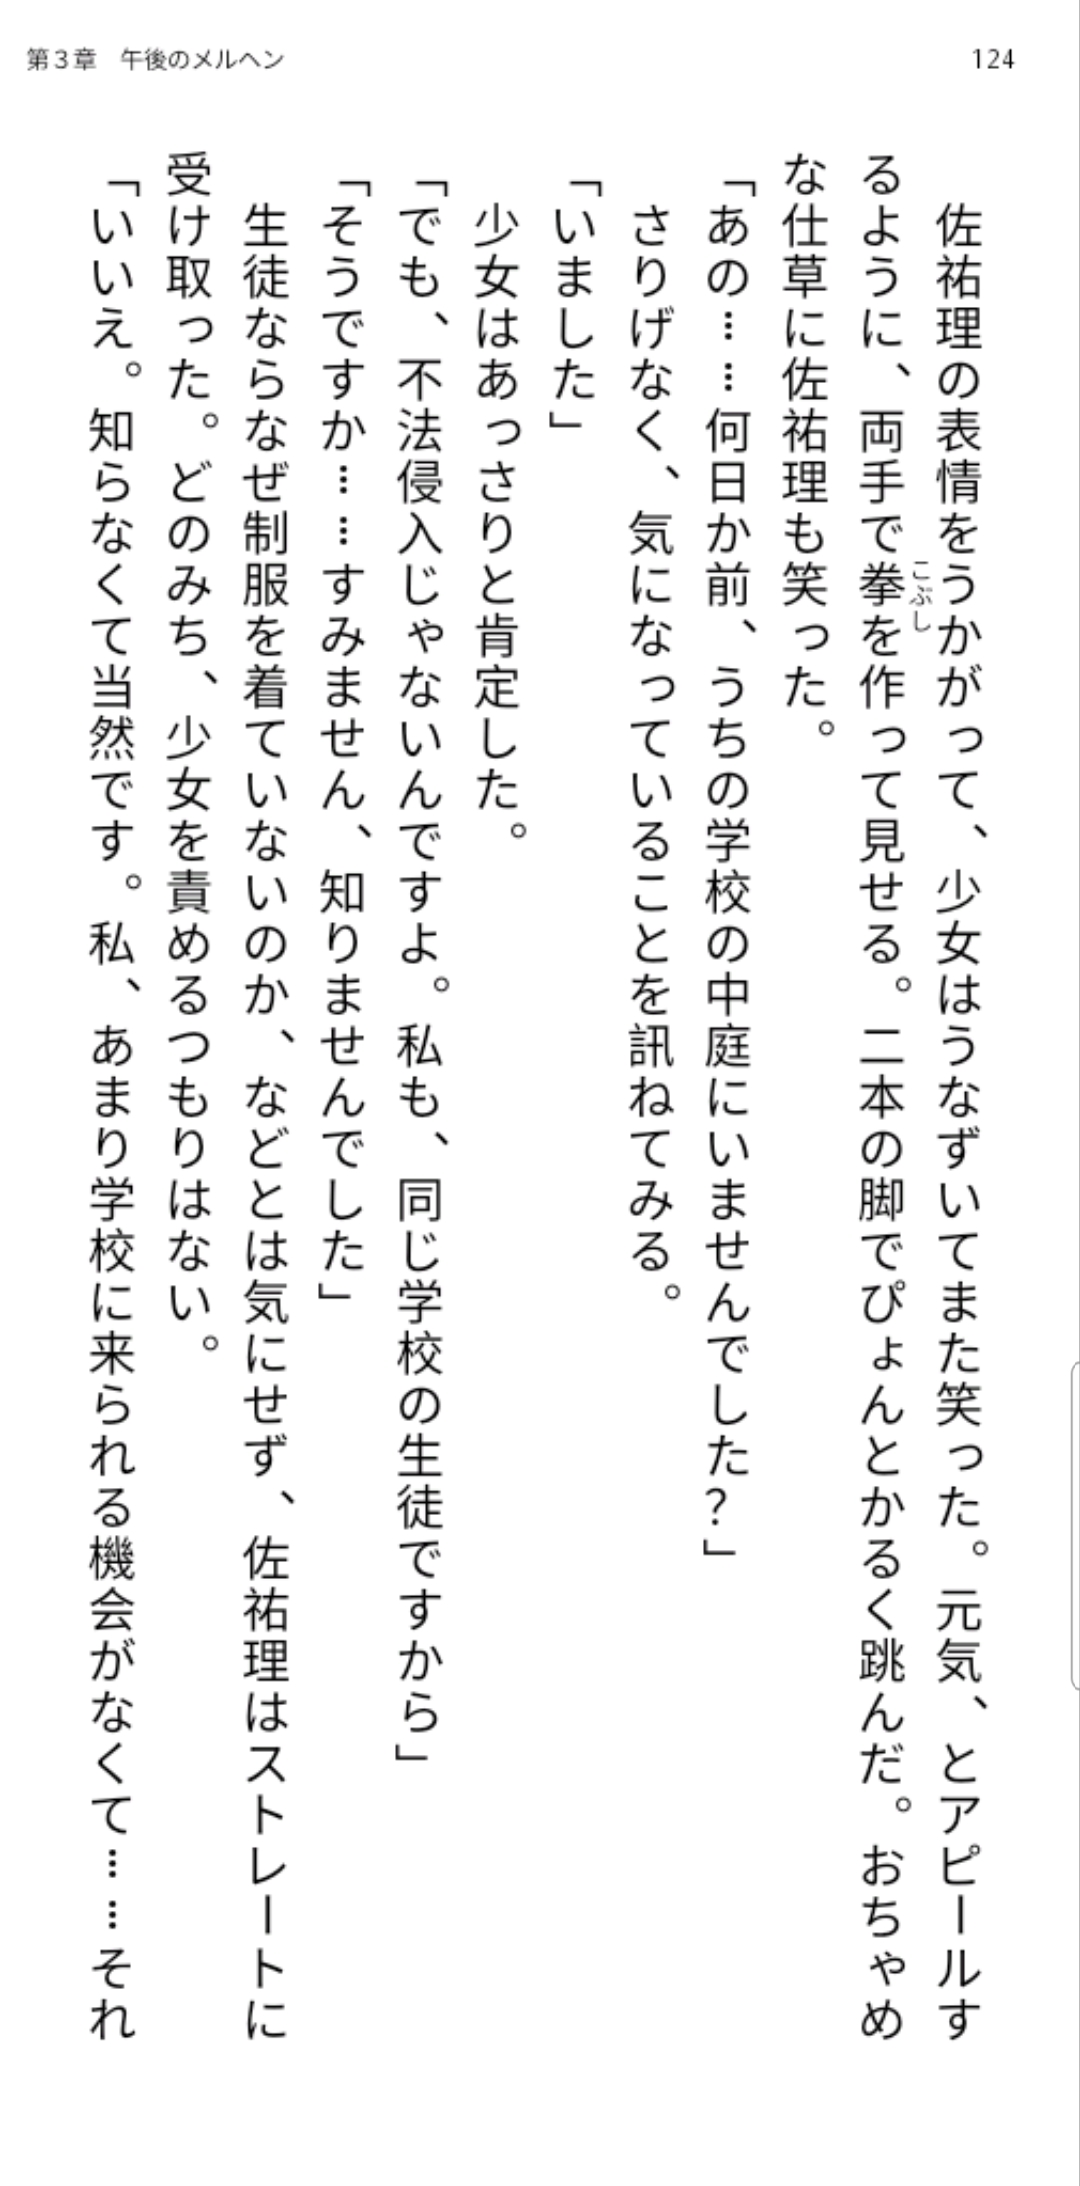 第３章　午後のメルヘン
124
　佐祐理の表情をうかがって、少女はうなずいてまた笑った。元気、とアピールす
るように、両手で拳を作って見せる。二本の脚でぴょんとかるく跳んだ。おちゃめ
こぶし
な仕草に佐祐理も笑った。
「あの……何日か前、うちの学校の中庭にいませんでした？」
　さりげなく、気になっていることを訊ねてみる。
「いました」
　少女はあっさりと肯定した。
「でも、不法侵入じゃないんですよ。私も、同じ学校の生徒ですから」
「そうですか……すみません、知りませんでした」
　生徒ならなぜ制服を着ていないのか、などとは気にせず、佐祐理はストレートに
受け取った。どのみち、少女を責めるつもりはない。
「いいえ。知らなくて当然です。私、あまり学校に来られる機会がなくて……それ